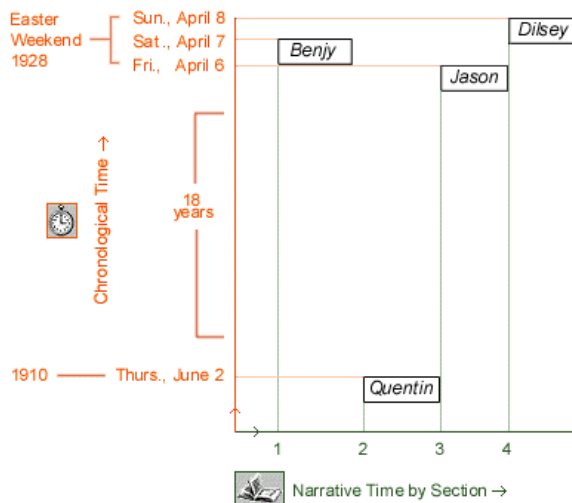 Easter
Weekend
1928
Sun., April 8
Sat., April 7
Fri., April 6
Dilsey
Benjy
Jason
Chronological Time →
18
years
1910
Thurs., June 2
Quentin
1
2
3
4
Narrative Time by Section →